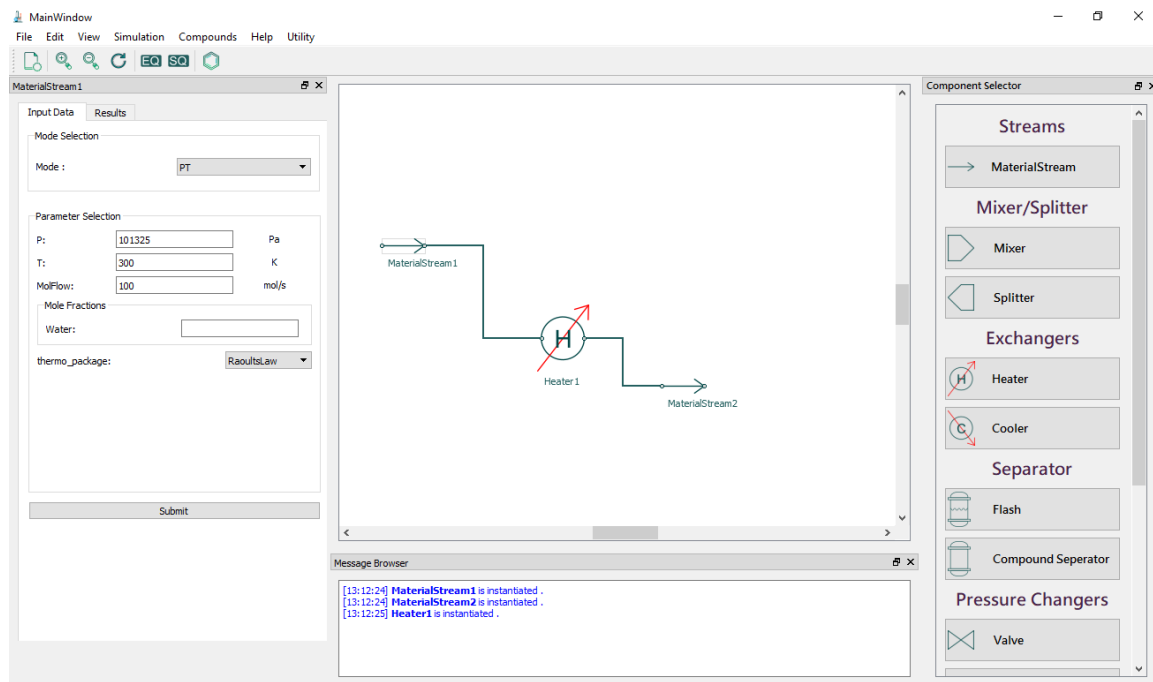 MainWindow
File Edit View Simulation Compounds Help Utility
EQ SQ
MaterialStream1
Input Data Results
Mode Selection
Mode : PT
Parameter Selection
P: 101325 Pa
T: 300 K
MolFlow: 100 mol/s
Mole Fractions
Water:
thermo_package: RaoultsLaw
Submit
MaterialStream1
H
Heater1
MaterialStream2
Message Browser
[13:12:24] MaterialStream1 is instantiated .
[13:12:24] MaterialStream2 is instantiated .
[13:12:25] Heater1 is instantiated .
Component Selector
Streams
MaterialStream
Mixer/Splitter
Mixer
Splitter
Exchangers
H Heater
C Cooler
Separator
Flash
Compound Seperator
Pressure Changers
Valve